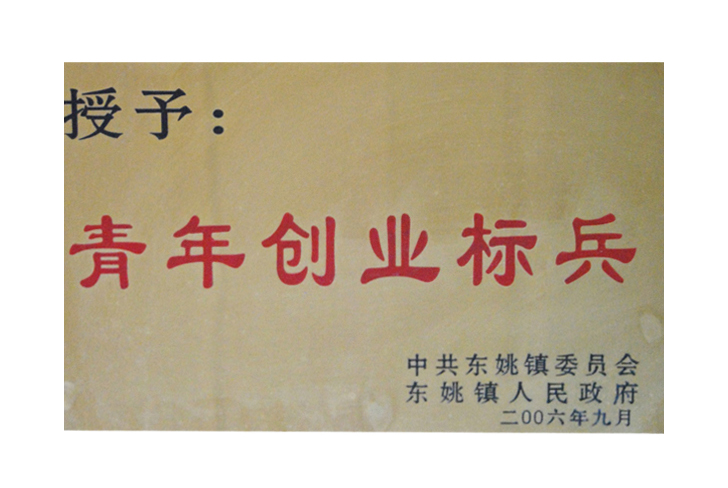 授予：
青年创业标兵
中共东姚镇委员会
东姚镇人民政府
二00六年九月